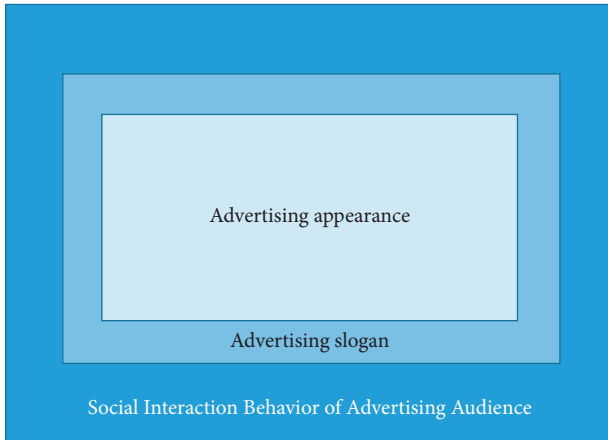 Advertising appearance
Advertising slogan
Social Interaction Behavior of Advertising Audience